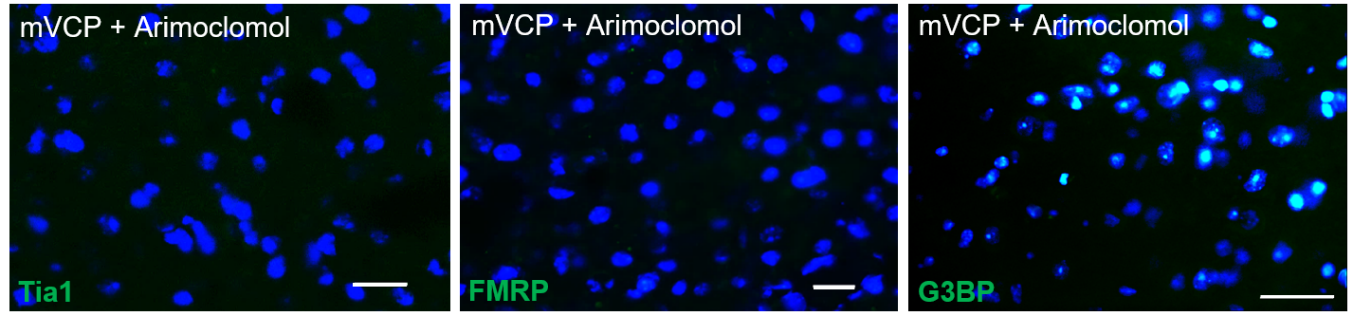 mVCP + Arimoclomol
Tia1
mVCP + Arimoclomol
FMRP
mVCP + Arimoclomol
G3BP